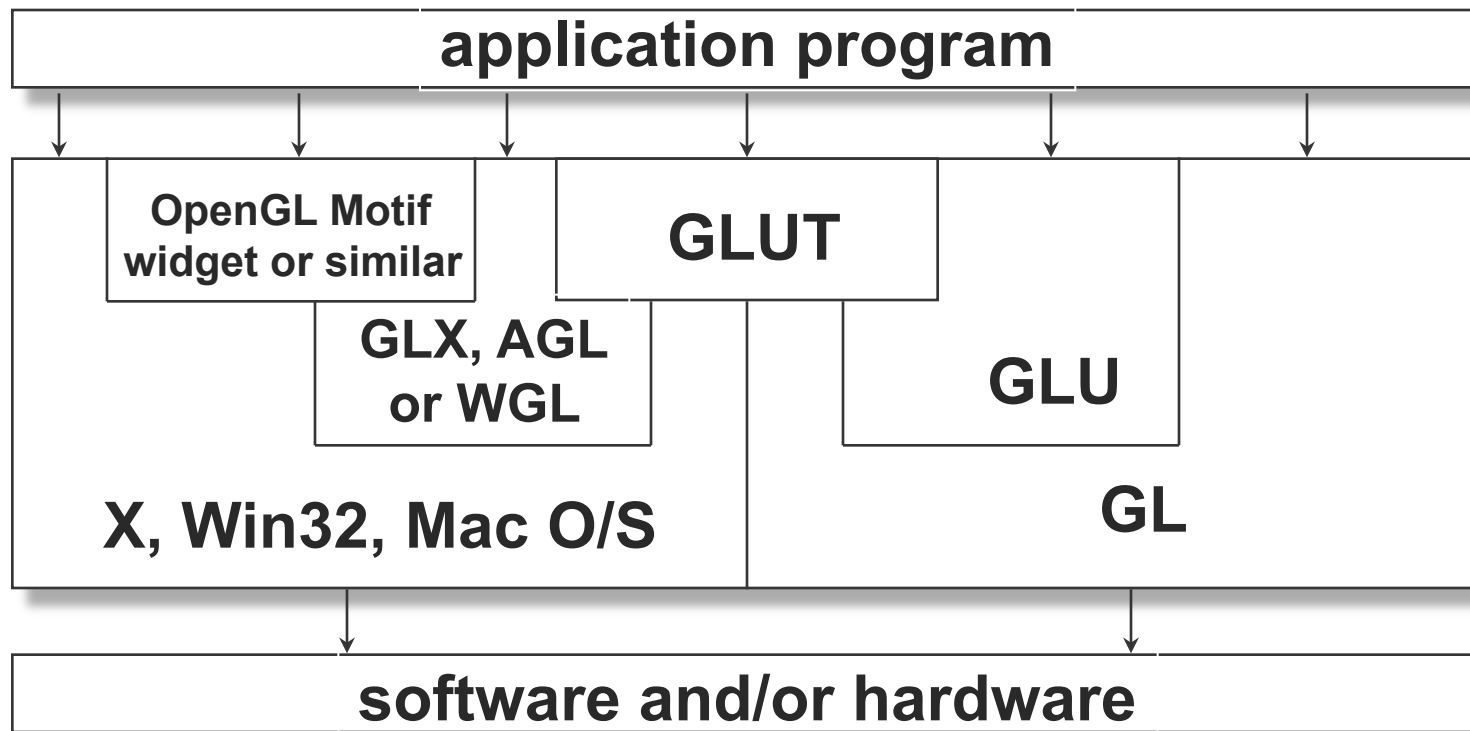 application program
OpenGL Motif
widget or similar
GLUT
GLX, AGL
or WGL
GLU
X, Win32, Mac O/S
GL
software and/or hardware